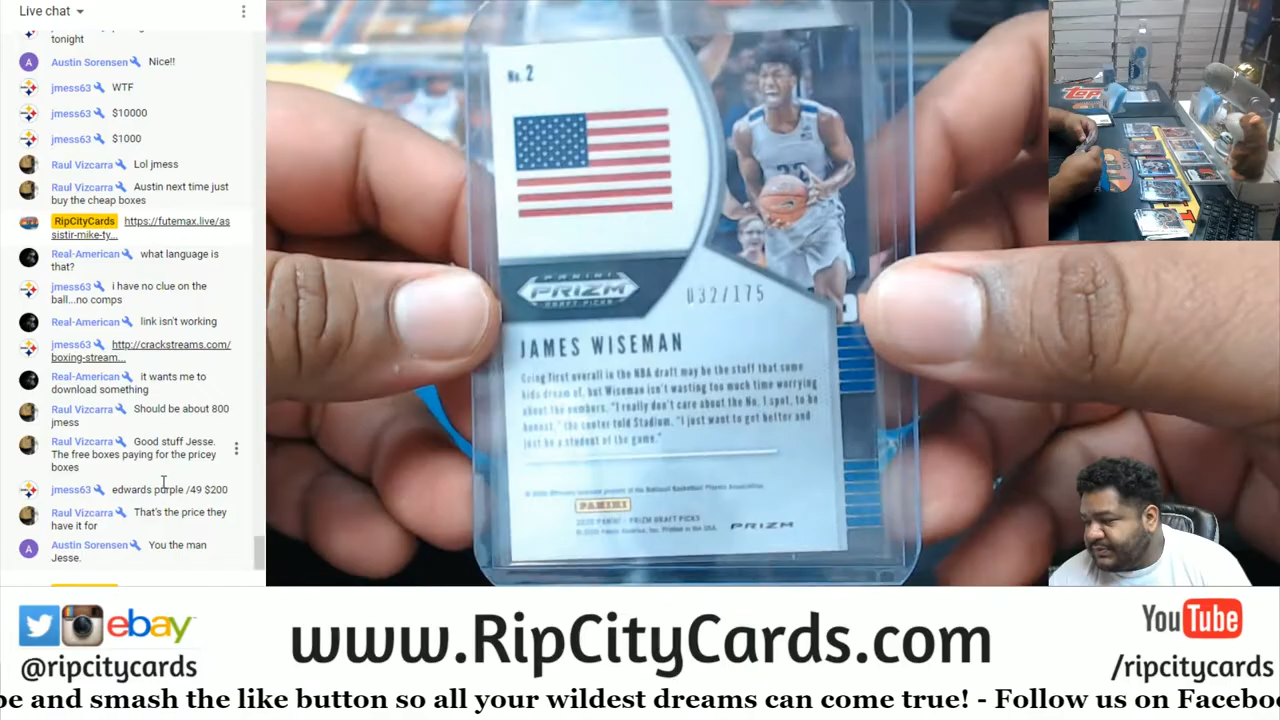 Live chat
tonight
Austin Sorensen Nice!!
jmess63 WTF
jmess63 $10000
jmess63 $1000
Raul Vizcarra Lol jmess
Raul Vizcarra Austin next time just
buy the cheap boxes
RipCityCards https://futemax.live/as
sistir-mike-ty...
Real-American what language is
that?
jmess63 i have no clue on the
ball...no comps
Real-American link isn't working
jmess63 http://crackstreams.com/
boxing-stream...
Real-American it wants me to
download something
Raul Vizcarra Should be about 800
jmess
Raul Vizcarra Good stuff Jesse.
The free boxes paying for the pricey
boxes
jmess63 edwards purple /49 $200
Raul Vizcarra That's the price they
have it for
Austin Sorensen You the man
Jesse.
No. 2
PANINI
PRIZM
DRAFT PICKS
032/175
JAMES WISEMAN
Going first overall in the NBA draft may be the stuff that some
kids dream of, but Wiseman isn't wasting too much time worrying
about the numbers. "I really don't care about the No. 1 spot, to be
honest," the center told Stadium. "I just want to get better and
just be a student of the game."
PANINI
2020 PANINI - PRIZM DRAFT PICKS
PRIZM
TOPPS
ebay
@ripcitycards
www.RipCityCards.com
YouTube
/ripcitycards
pe and smash the like button so all your wildest dreams can come true! - Follow us on Facebo